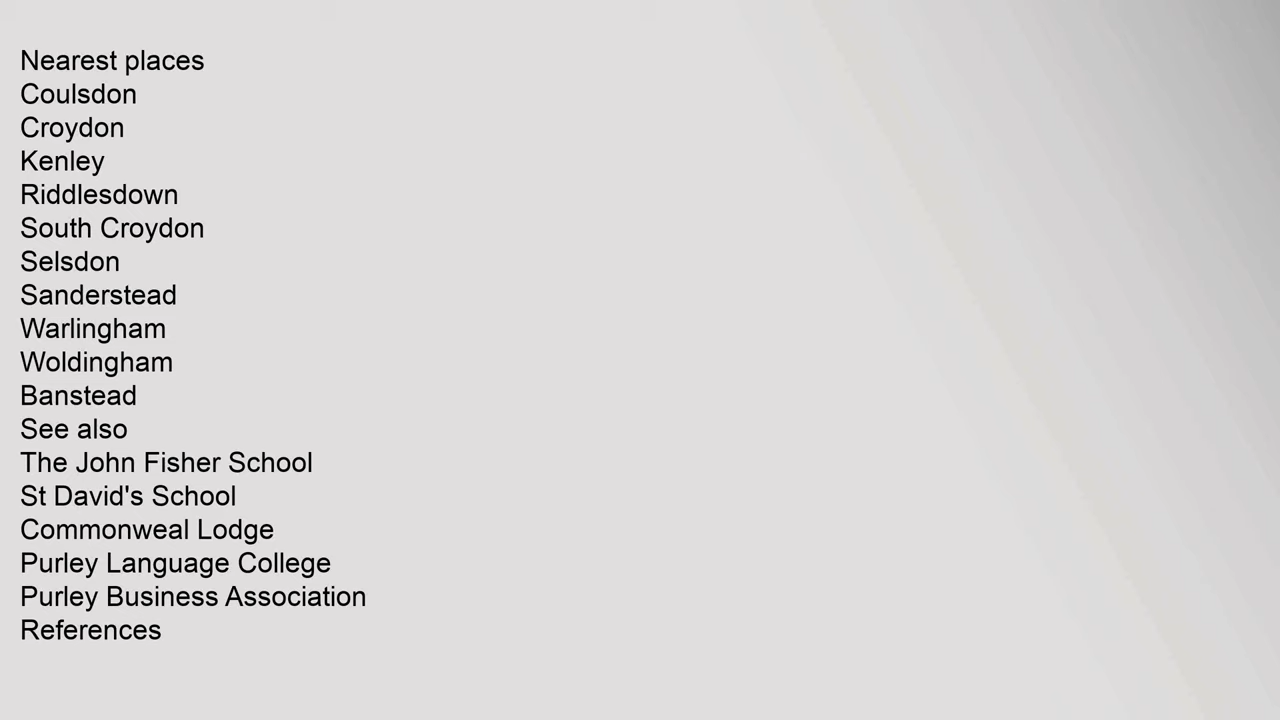 Nearest places
Coulsdon
Croydon
Kenley
Riddlesdown
South Croydon
Selsdon
Sanderstead
Warlingham
Woldingham
Banstead
See also
The John Fisher School
St David's School
Commonweal Lodge
Purley Language College
Purley Business Association
References